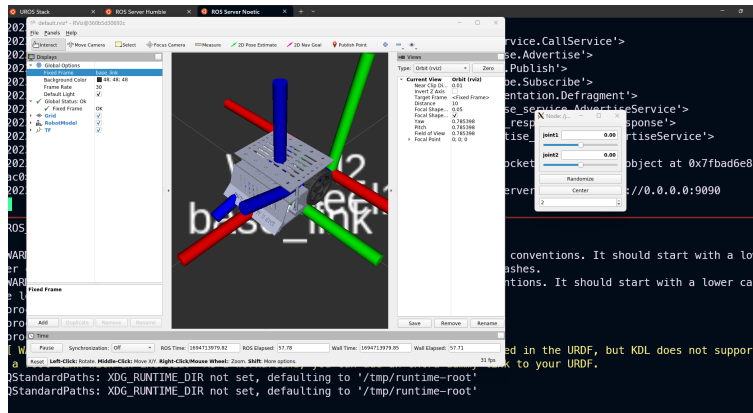 UROS Stack
ROS Server Humble
ROS Server Noetic
default.rviz* - RViz@360b5d30692c
File Panels Help
Interact Move Camera Select Focus Camera Measure 2D Pose Estimate 2D Nav Goal Publish Point
Displays
Global Options
Fixed Frame base_link
Background Color 48; 48; 48
Frame Rate 30
Default Light
Global Status: Ok
Fixed Frame OK
Grid
RobotModel
TF
Fixed Frame
Add Duplicate Remove Rename
base_link
Views
Type: Orbit (rviz) Zero
Current View Orbit (rviz)
Near Clip Di... 0.01
Invert Z Axis
Target Frame <Fixed Frame>
Distance 10
Focal Shape... 0.05
Focal Shape...
Yaw 0.785398
Pitch 0.785398
Field of View 0.785398
Focal Point 0; 0; 0
Save Remove Rename
Time
Pause Synchronization: Off ROS Time: 1694713979.82 ROS Elapsed: 57.78 Wall Time: 1694713979.85 Wall Elapsed: 57.71
Reset Left-Click: Rotate. Middle-Click: Move X/Y. Right-Click/Mouse Wheel: Zoom. Shift: More options. 31 fps
Node: /j...
joint1 0.00
joint2 0.00
Randomize
Center
2
rvice.CallService'>
se.Advertise'>
.Publish'>
be.Subscribe'>
entation.Defragment'>
se_service.AdvertiseService'>
object at 0x7fbad6e8
://0.0.0.0:9090
conventions. It should start with a lo
ashes.
ntions. It should start with a lower ca
ed in the URDF, but KDL does not suppor
to your URDF.
QStandardPaths: XDG_RUNTIME_DIR not set, defaulting to '/tmp/runtime-root'
QStandardPaths: XDG_RUNTIME_DIR not set, defaulting to '/tmp/runtime-root'